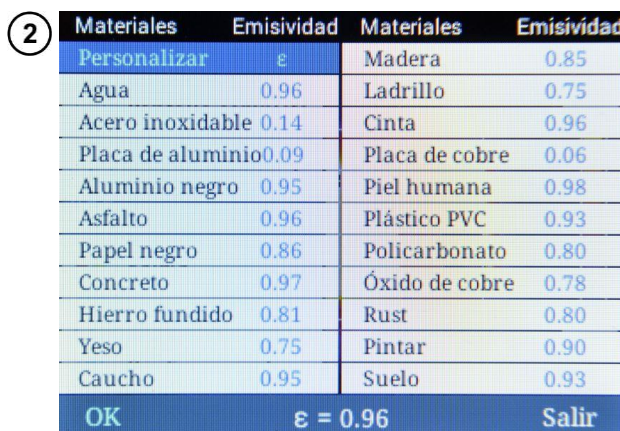 2
Materiales Emisividad Materiales Emisividad
Personalizar ε Madera 0.85
Agua 0.96 Ladrillo 0.75
Acero inoxidable 0.14 Cinta 0.96
Placa de aluminio 0.09 Placa de cobre 0.06
Aluminio negro 0.95 Piel humana 0.98
Asfalto 0.96 Plástico PVC 0.93
Papel negro 0.86 Policarbonato 0.80
Concreto 0.97 Óxido de cobre 0.78
Hierro fundido 0.81 Rust 0.80
Yeso 0.75 Pintar 0.90
Caucho 0.95 Suelo 0.93
OK ε = 0.96 Salir